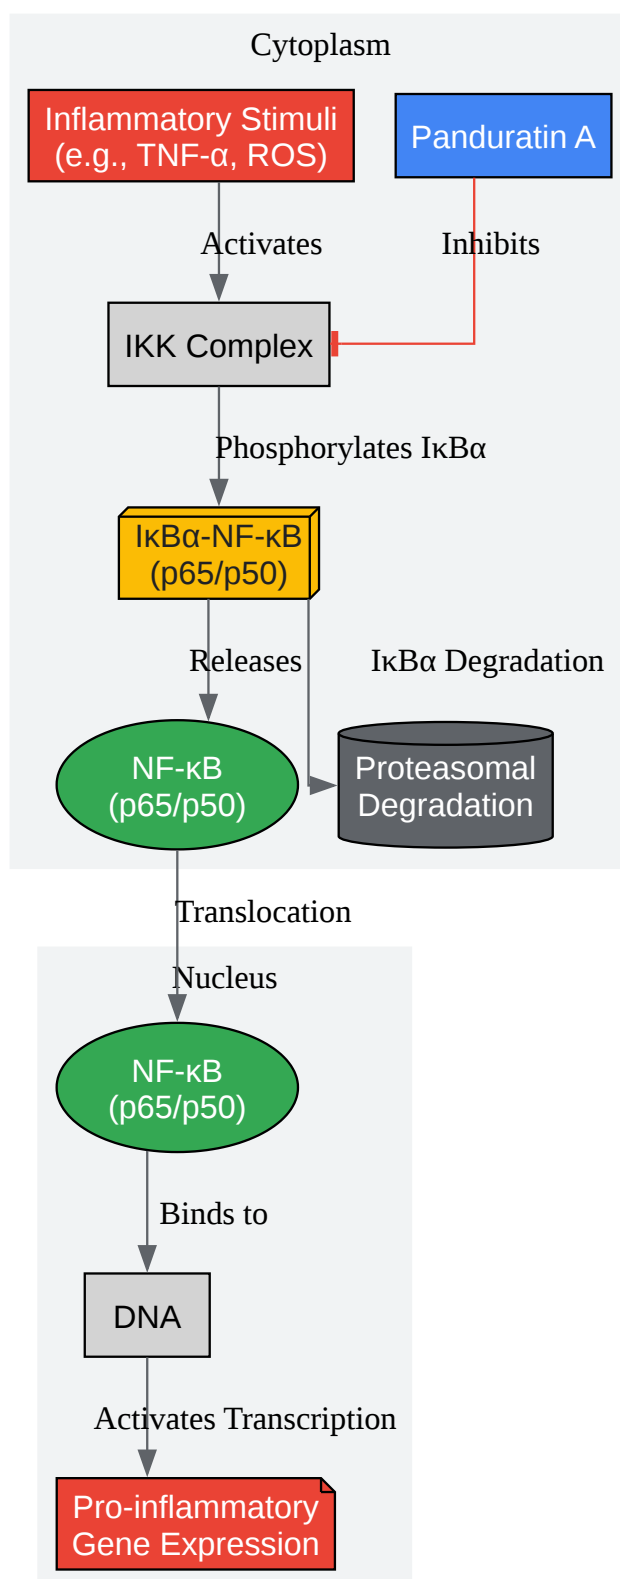 Cytoplasm
Inflammatory Stimuli
(e.g., TNF-α, ROS)
Panduratin A
Activates
Inhibits
IKK Complex
Phosphorylates IκBα
IκBα-NF-κB
(p65/p50)
Releases
IκBα Degradation
NF-κB
(p65/p50)
Proteasomal
Degradation
Translocation
Nucleus
NF-κB
(p65/p50)
Binds to
DNA
Activates Transcription
Pro-inflammatory
Gene Expression